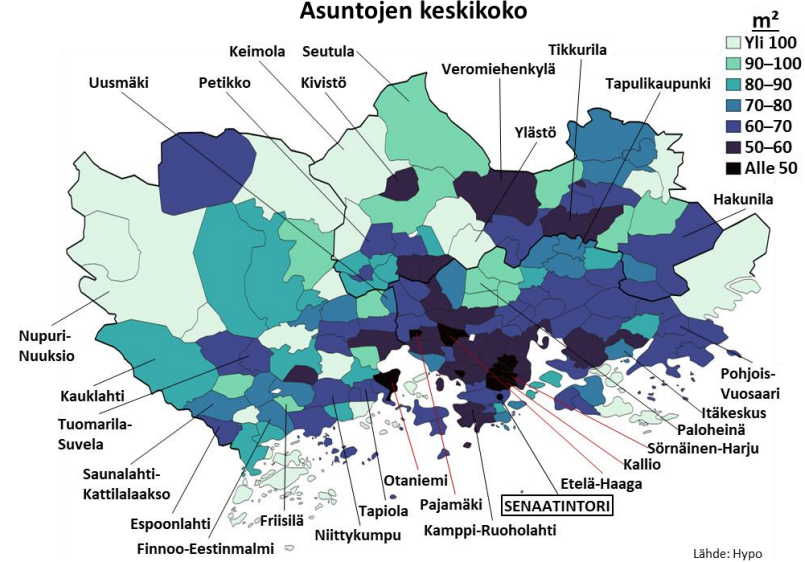 Asuntojen keskikoko
m²
Yli 100
90–100
80–90
70–80
60–70
50–60
Alle 50
Keimola
Seutula
Tikkurila
Uusmäki
Petikko
Kivistö
Veromiehenkylä
Tapulikaupunki
Ylästö
Hakunila
Nupuri-
Nuuksio
Kauklahti
Tuomarila-
Suvela
Saunalahti-
Kattilalaakso
Espoonlahti
Finnoo-Eestinmalmi
Friisilä
Niittykumpu
Tapiola
Otaniemi
Pajamäki
Kamppi-Ruoholahti
SENAATINTORI
Etelä-Haaga
Kallio
Sörnäinen-Harju
Paloheinä
Itäkeskus
Pohjois-
Vuosaari
Lähde: Hypo